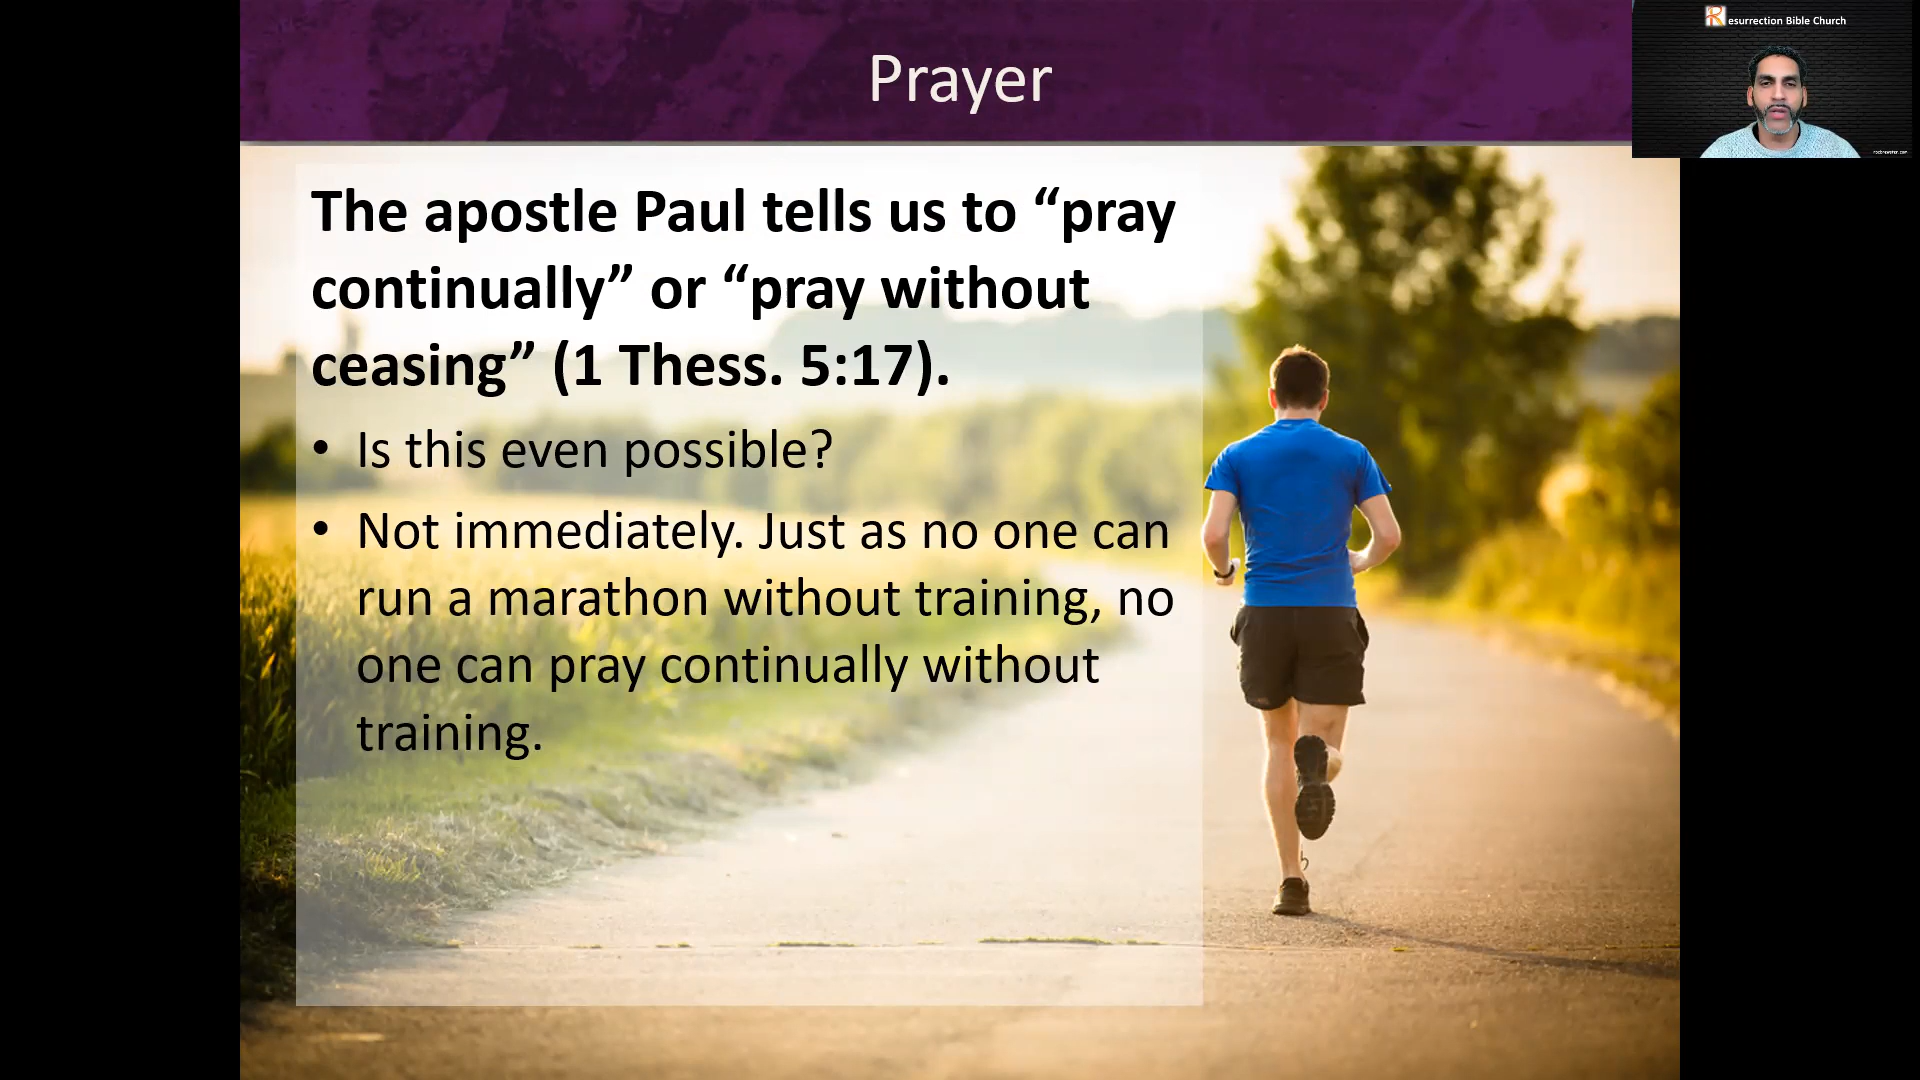 Prayer
Resurrection Bible Church
The apostle Paul tells us to “pray
continually” or “pray without
ceasing” (1 Thess. 5:17).
• Is this even possible?
• Not immediately. Just as no one can
run a marathon without training, no
one can pray continually without
training.